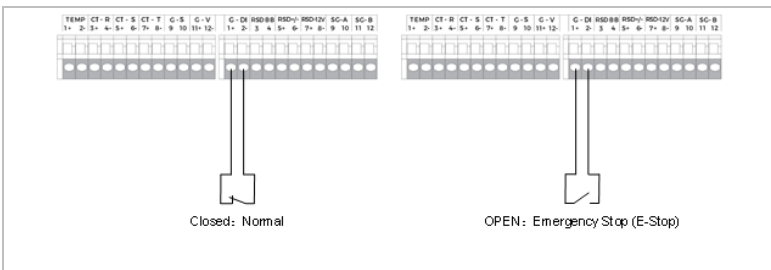 TEMP CT - R CT - S CT - T G - S G - V G - DI RSD BB RSD-/- RSD-12V SG-A SG-B
1+ 2- 3+ 4- 5+ 6- 7+ 8- 9 10 11+ 12- 1+ 2- 3 4 5+ 6- 7+ 8- 9 10 11 12
TEMP CT - R CT - S CT - T G - S G - V G - DI RSD BB RSD-/- RSD-12V SG-A SG-B
1+ 2- 3+ 4- 5+ 6- 7+ 8- 9 10 11+ 12- 1+ 2- 3 4 5+ 6- 7+ 8- 9 10 11 12
Closed: Normal
OPEN: Emergency Stop (E-Stop)